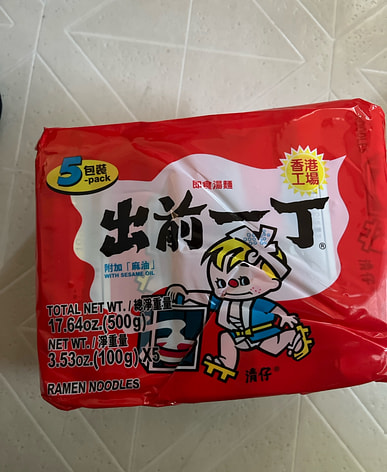 5包裝
-pack
即食湯麵
香港
工場
出前一丁®
附加「麻油」
WITH SESAME OIL
TOTAL NET WT. / 總淨重量
17.64oz.(500g)
NET WT. / 淨重量
3.53oz.(100g) X5
RAMEN NOODLES
清仔®